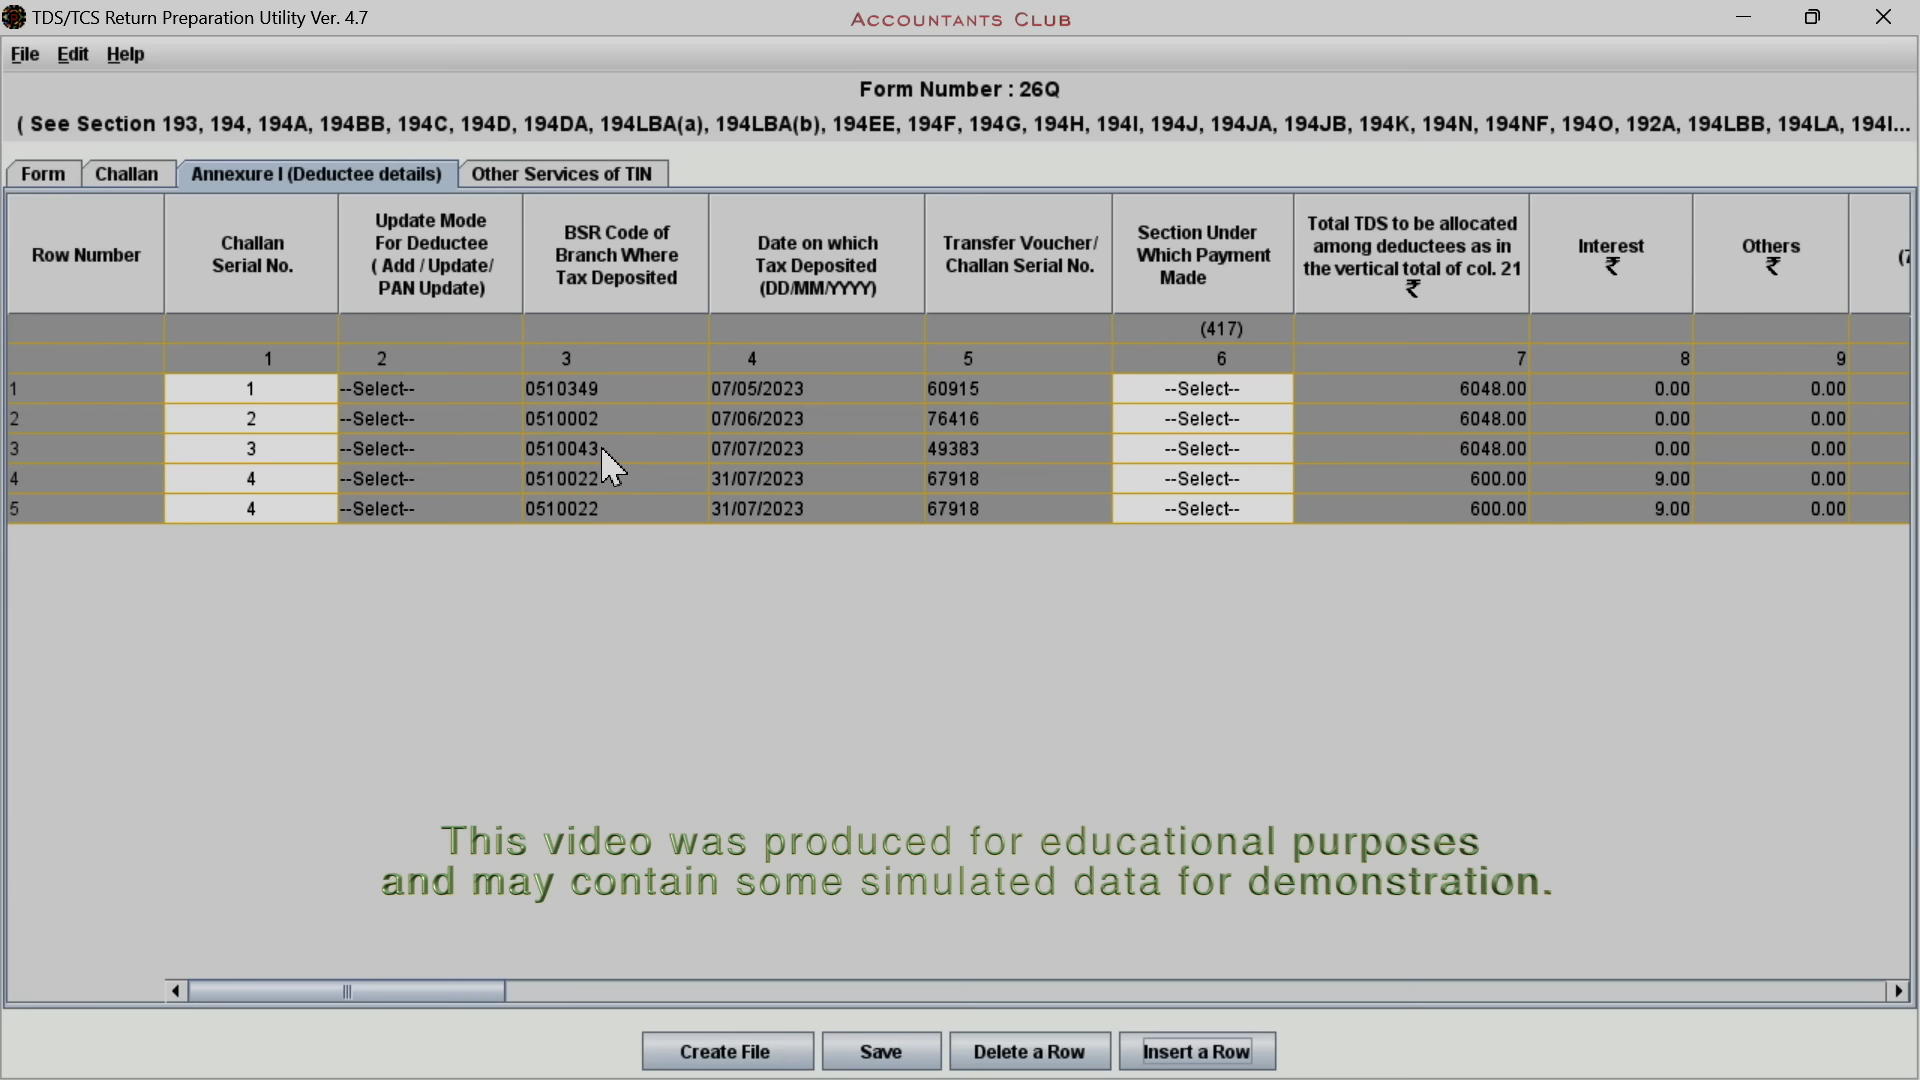 TDS/TCS Return Preparation Utility Ver. 4.7
ACCOUNTANTS CLUB
File Edit Help
Form Number : 26Q
( See Section 193, 194, 194A, 194BB, 194C, 194D, 194DA, 194LBA(a), 194LBA(b), 194EE, 194F, 194G, 194H, 194I, 194J, 194JA, 194JB, 194K, 194N, 194NF, 194O, 192A, 194LBB, 194LA, 194I...
Form Challan Annexure I (Deductee details) Other Services of TIN
Row Number
Challan
Serial No.
Update Mode
For Deductee
( Add / Update/
PAN Update)
BSR Code of
Branch Where
Tax Deposited
Date on which
Tax Deposited
(DD/MM/YYYY)
Transfer Voucher/
Challan Serial No.
Section Under
Which Payment
Made
Total TDS to be allocated
among deductees as in
the vertical total of col. 21
₹
Interest
₹
Others
₹
(7
(417)
1 2 3 4 5 6 7 8 9
1 1 --Select-- 0510349 07/05/2023 60915 --Select-- 6048.00 0.00 0.00
2 2 --Select-- 0510002 07/06/2023 76416 --Select-- 6048.00 0.00 0.00
3 3 --Select-- 0510043 07/07/2023 49383 --Select-- 6048.00 0.00 0.00
4 4 --Select-- 0510022 31/07/2023 67918 --Select-- 600.00 9.00 0.00
5 4 --Select-- 0510022 31/07/2023 67918 --Select-- 600.00 9.00 0.00
This video was produced for educational purposes
and may contain some simulated data for demonstration.
Create File Save Delete a Row Insert a Row